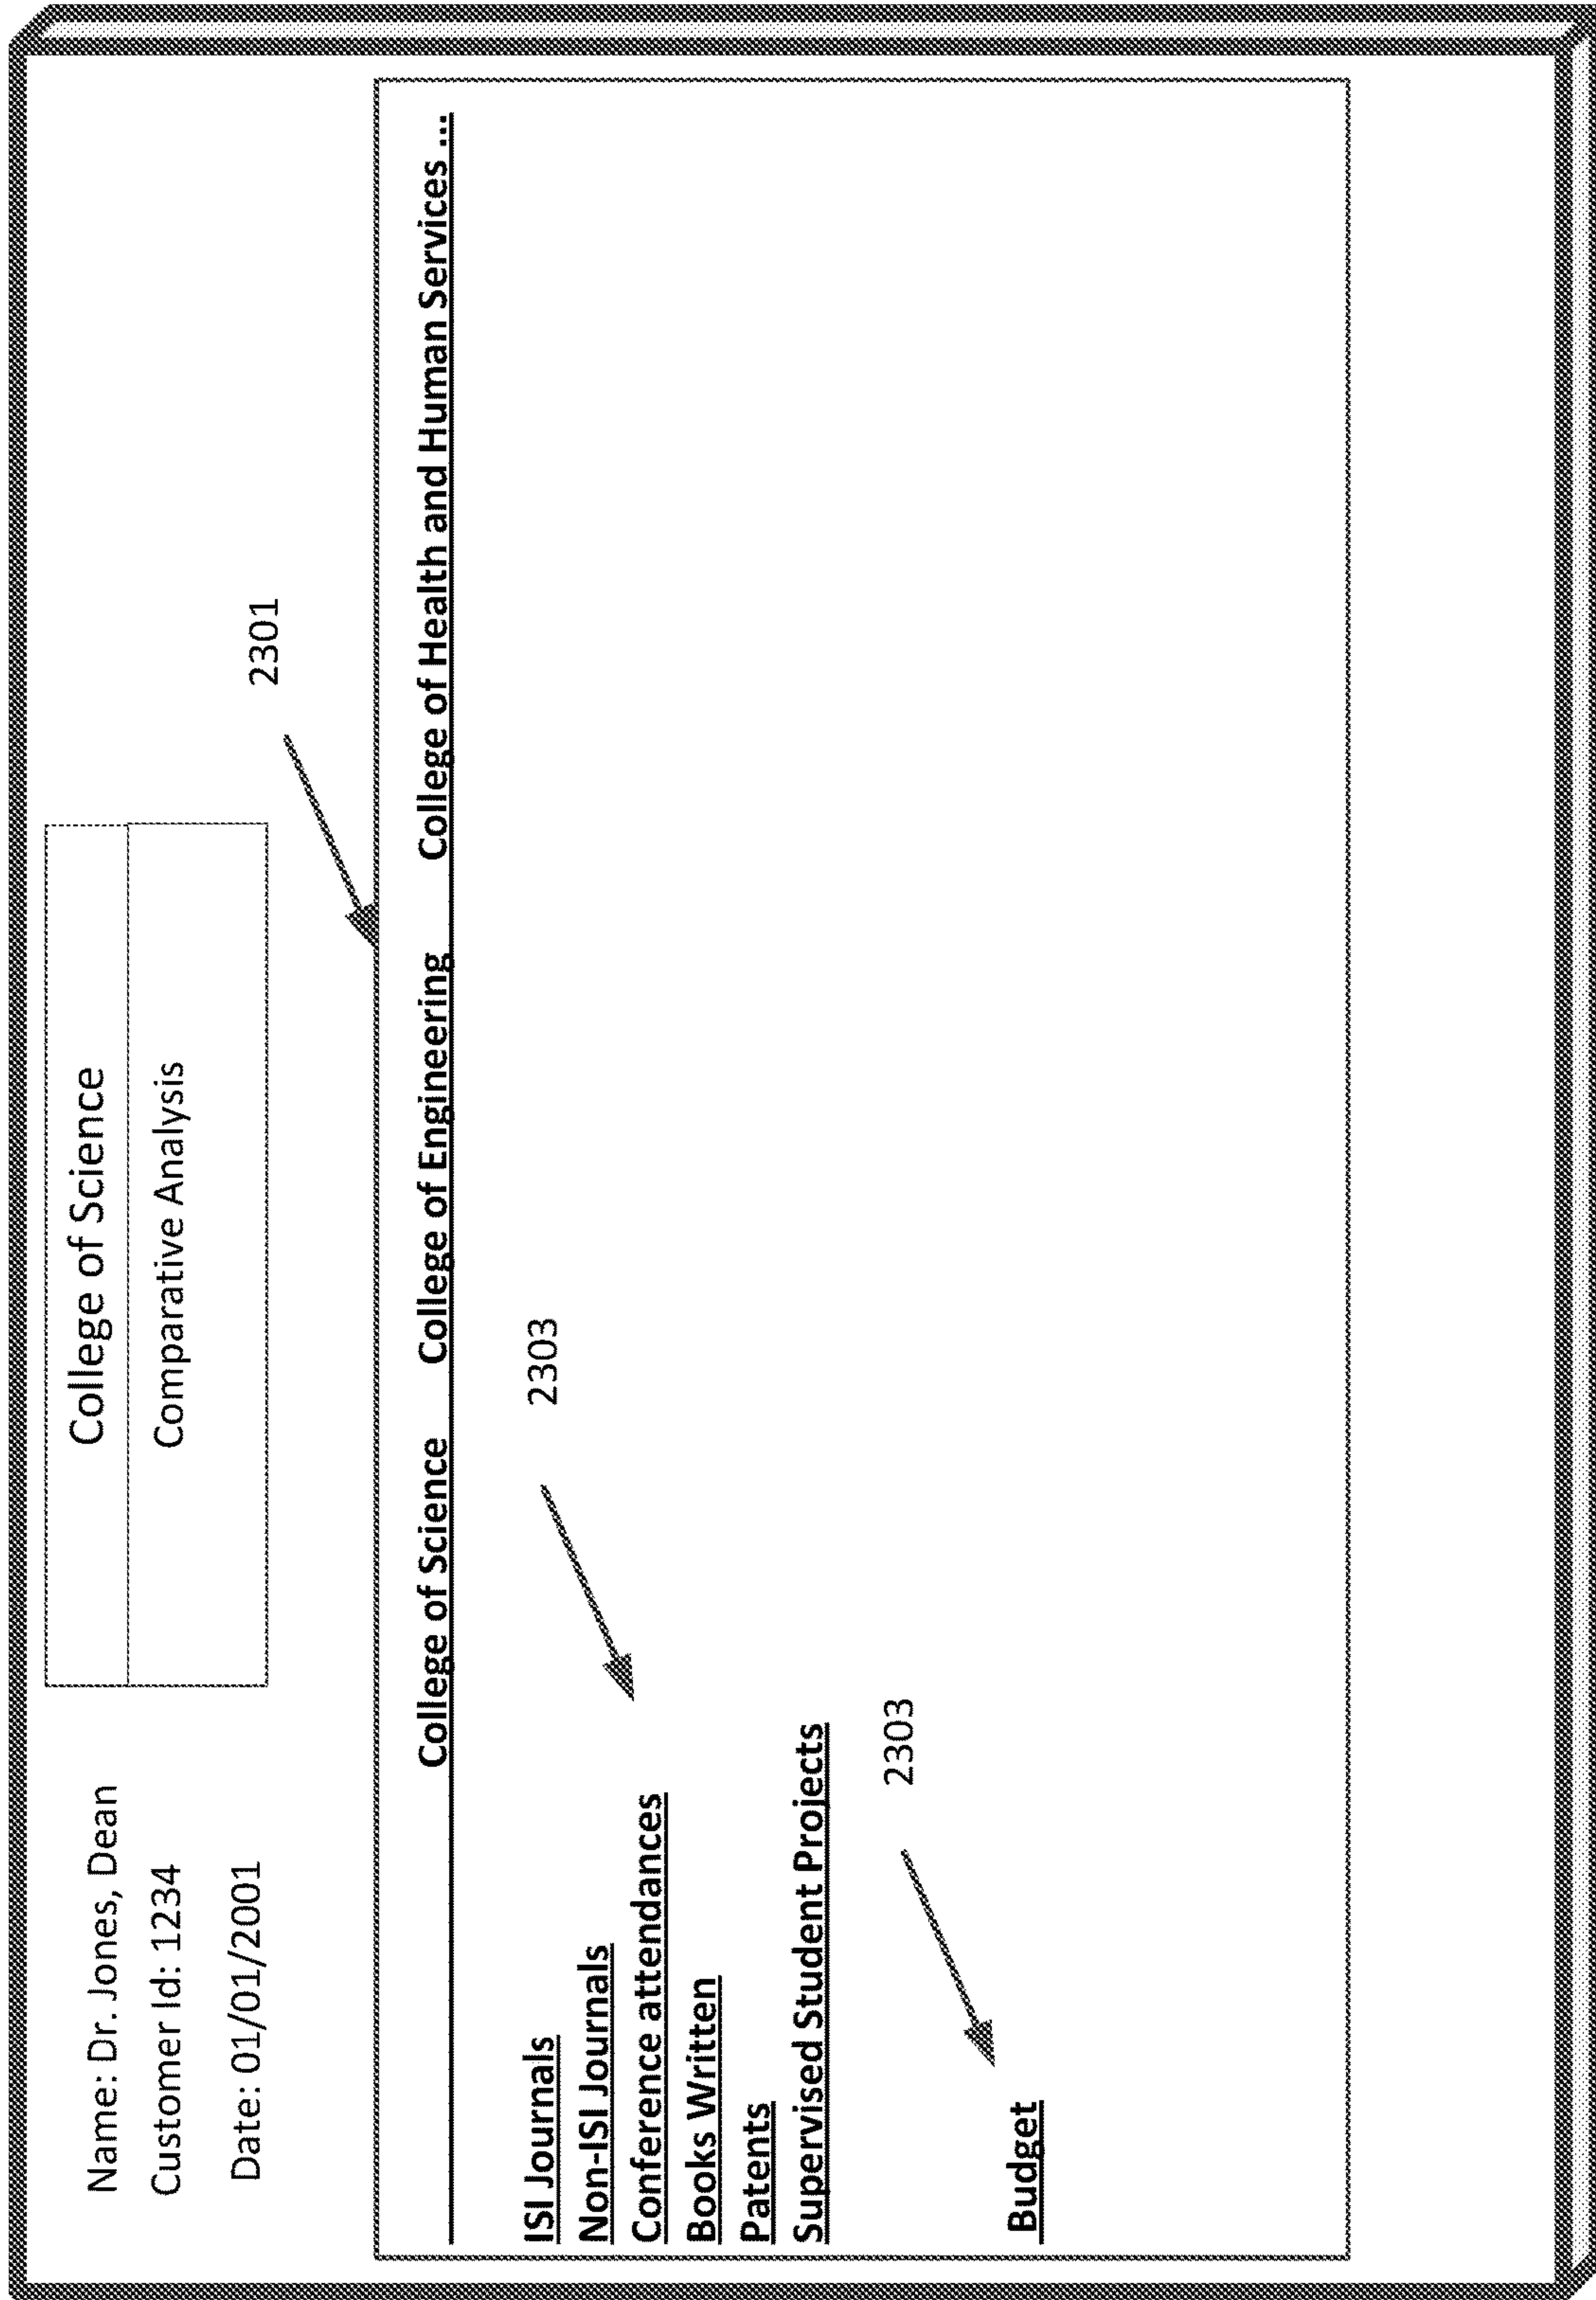 College of Science
Comparative Analysis
Name: Dr. Jones, Dean
Customer Id: 1234
Date: 01/01/2001
2301
College of Science College of Engineering College of Health and Human Services ...
2303
ISI Journals
Non-ISI Journals
Conference attendances
Books Written
Patents
Supervised Student Projects
2303
Budget